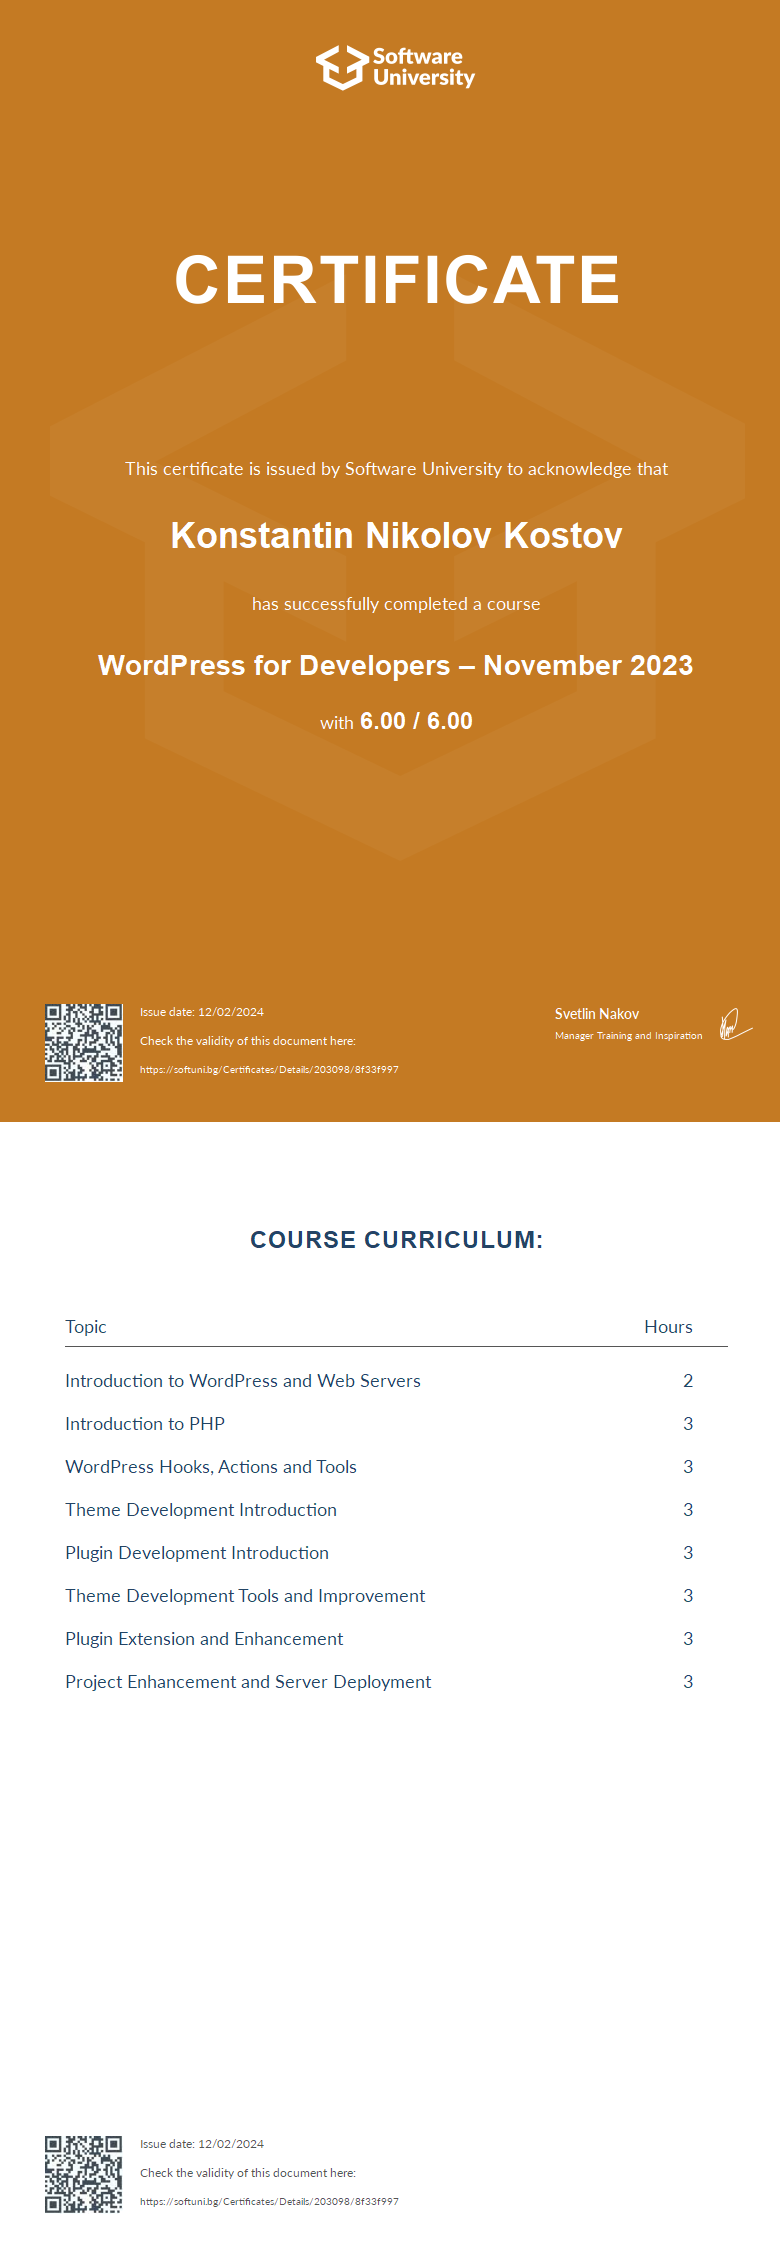 Software
University
CERTIFICATE
This certificate is issued by Software University to acknowledge that
Konstantin Nikolov Kostov
has successfully completed a course
WordPress for Developers – November 2023
with 6.00 / 6.00
Issue date: 12/02/2024
Check the validity of this document here:
https://softuni.bg/Certificates/Details/203098/8f33f997
Svetlin Nakov
Manager Training and Inspiration
COURSE CURRICULUM:
Topic Hours
Introduction to WordPress and Web Servers 2
Introduction to PHP 3
WordPress Hooks, Actions and Tools 3
Theme Development Introduction 3
Plugin Development Introduction 3
Theme Development Tools and Improvement 3
Plugin Extension and Enhancement 3
Project Enhancement and Server Deployment 3
Issue date: 12/02/2024
Check the validity of this document here:
https://softuni.bg/Certificates/Details/203098/8f33f997